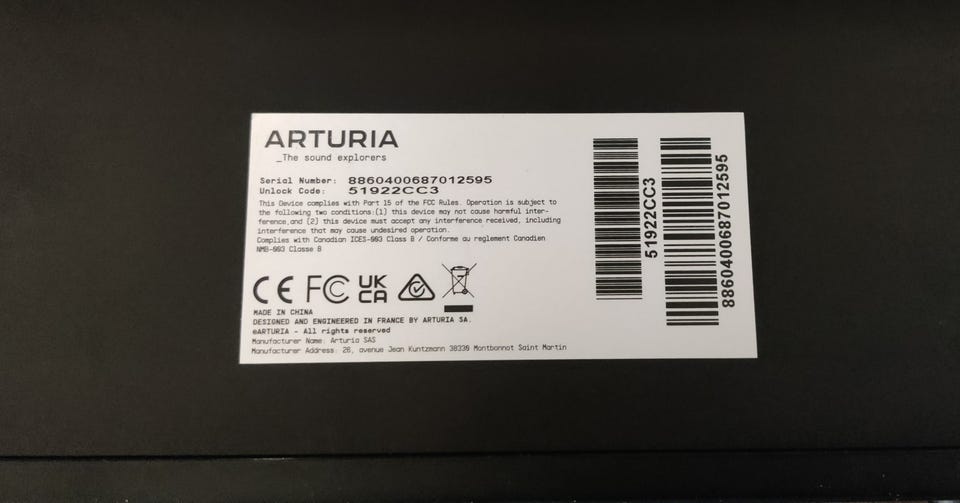 ARTURIA
_The sound explorers
Serial Number: 8860400687012595
Unlock Code: 51922CC3
This Device complies with Part 15 of the FCC Rules. Operation is subject to
the following two conditions:(1) this device may not cause harmful inter-
ference,and (2) this device must accept any interference received, including
interference that may cause undesired operation.
Complies with Canadian ICES-003 Class B / Conforme au reglement Canadien
NMB-003 Classe B
CE FC UK CA
MADE IN CHINA
DESIGNED AND ENGINEERED IN FRANCE BY ARTURIA SA.
©ARTURIA - All rights reserved
Manufacturer Name: Arturia SAS
Manufacturer Address: 26, avenue Jean Kuntzmann 38330 Montbonnot Saint Martin
51922CC3
8860400687012595